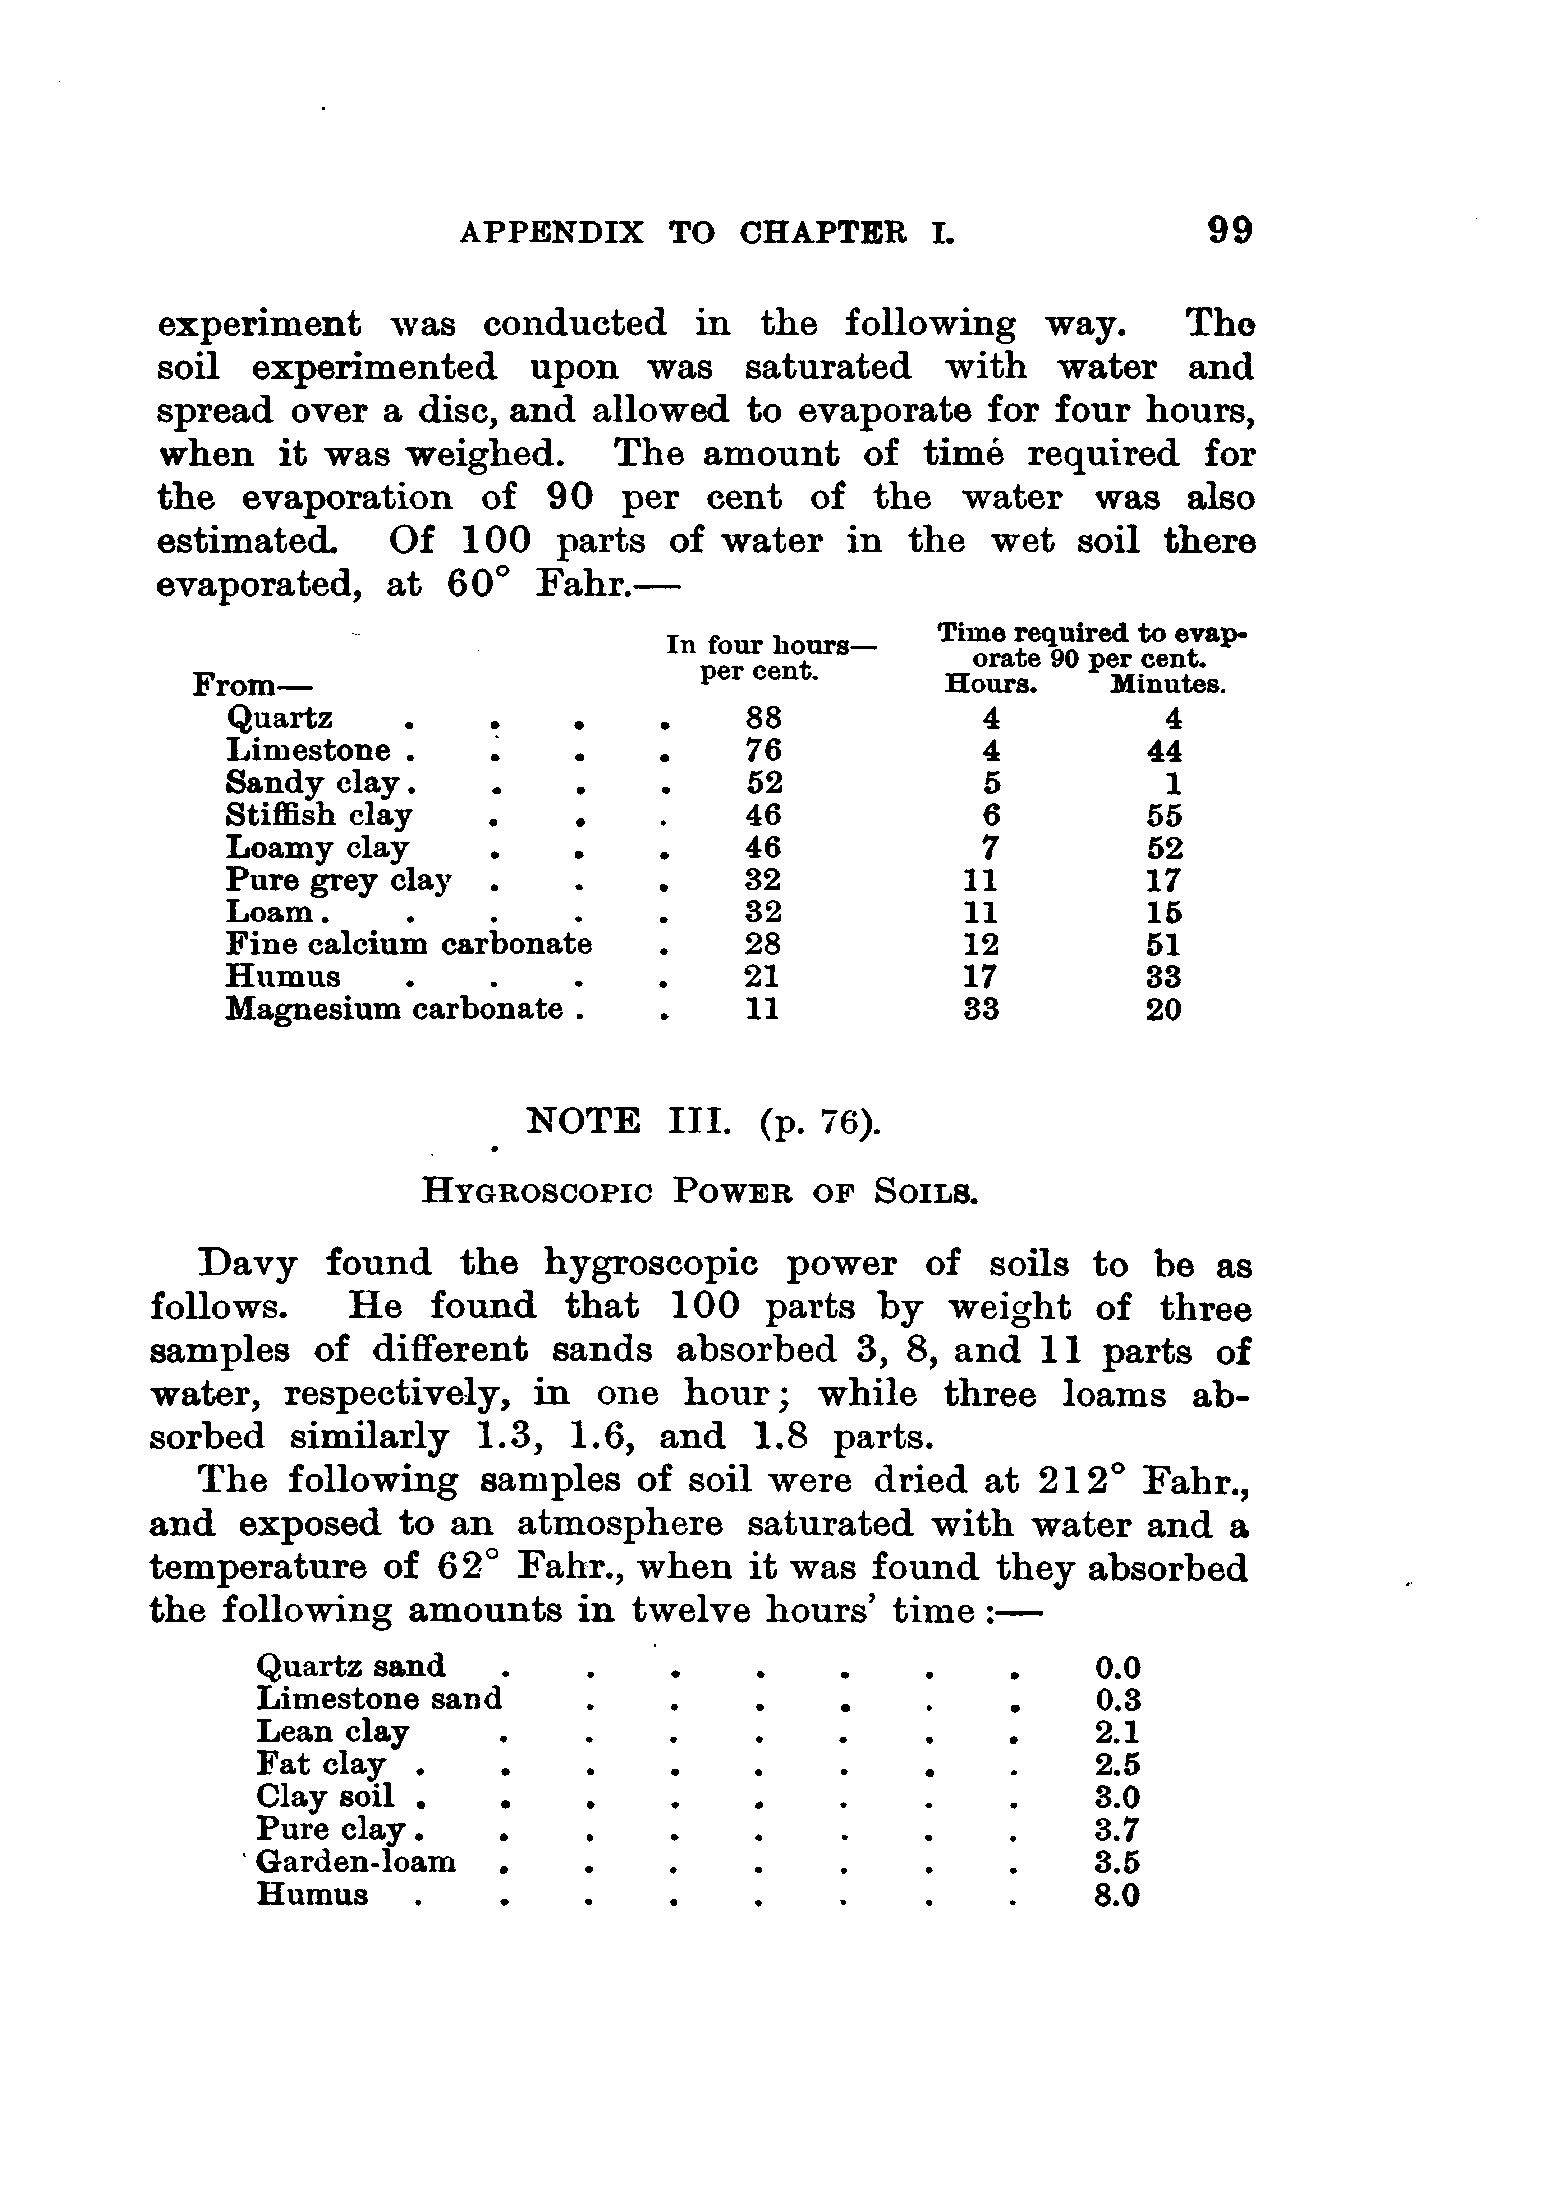 APPENDIX TO CHAPTER I. 99
experiment was conducted in the following way. The
soil experimented upon was saturated with water and
spread over a disc, and allowed to evaporate for four hours,
when it was weighed. The amount of time required for
the evaporation of 90 per cent of the water was also
estimated. Of 100 parts of water in the wet soil there
evaporated, at 60° Fahr.—
In four hours— Time required to evap-
per cent. orate 90 per cent.
From— Hours. Minutes.
Quartz . . . . 88 4 4
Limestone . . . . 76 4 44
Sandy clay . . . . 52 5 1
Stiffish clay . . . 46 6 55
Loamy clay . . . 46 7 52
Pure grey clay . . . 32 11 17
Loam . . . . . 32 11 15
Fine calcium carbonate . 28 12 51
Humus . . . . 21 17 33
Magnesium carbonate . . 11 33 20
NOTE III. (p. 76).
HYGROSCOPIC POWER OF SOILS.
Davy found the hygroscopic power of soils to be as
follows. He found that 100 parts by weight of three
samples of different sands absorbed 3, 8, and 11 parts of
water, respectively, in one hour; while three loams ab-
sorbed similarly 1.3, 1.6, and 1.8 parts.
The following samples of soil were dried at 212° Fahr.,
and exposed to an atmosphere saturated with water and a
temperature of 62° Fahr., when it was found they absorbed
the following amounts in twelve hours' time :—
Quartz sand . . . . . . . 0.0
Limestone sand . . . . . . 0.3
Lean clay . . . . . . . 2.1
Fat clay . . . . . . . . 2.5
Clay soil . . . . . . . . 3.0
Pure clay . . . . . . . . 3.7
Garden-loam . . . . . . . 3.5
Humus . . . . . . . . 8.0